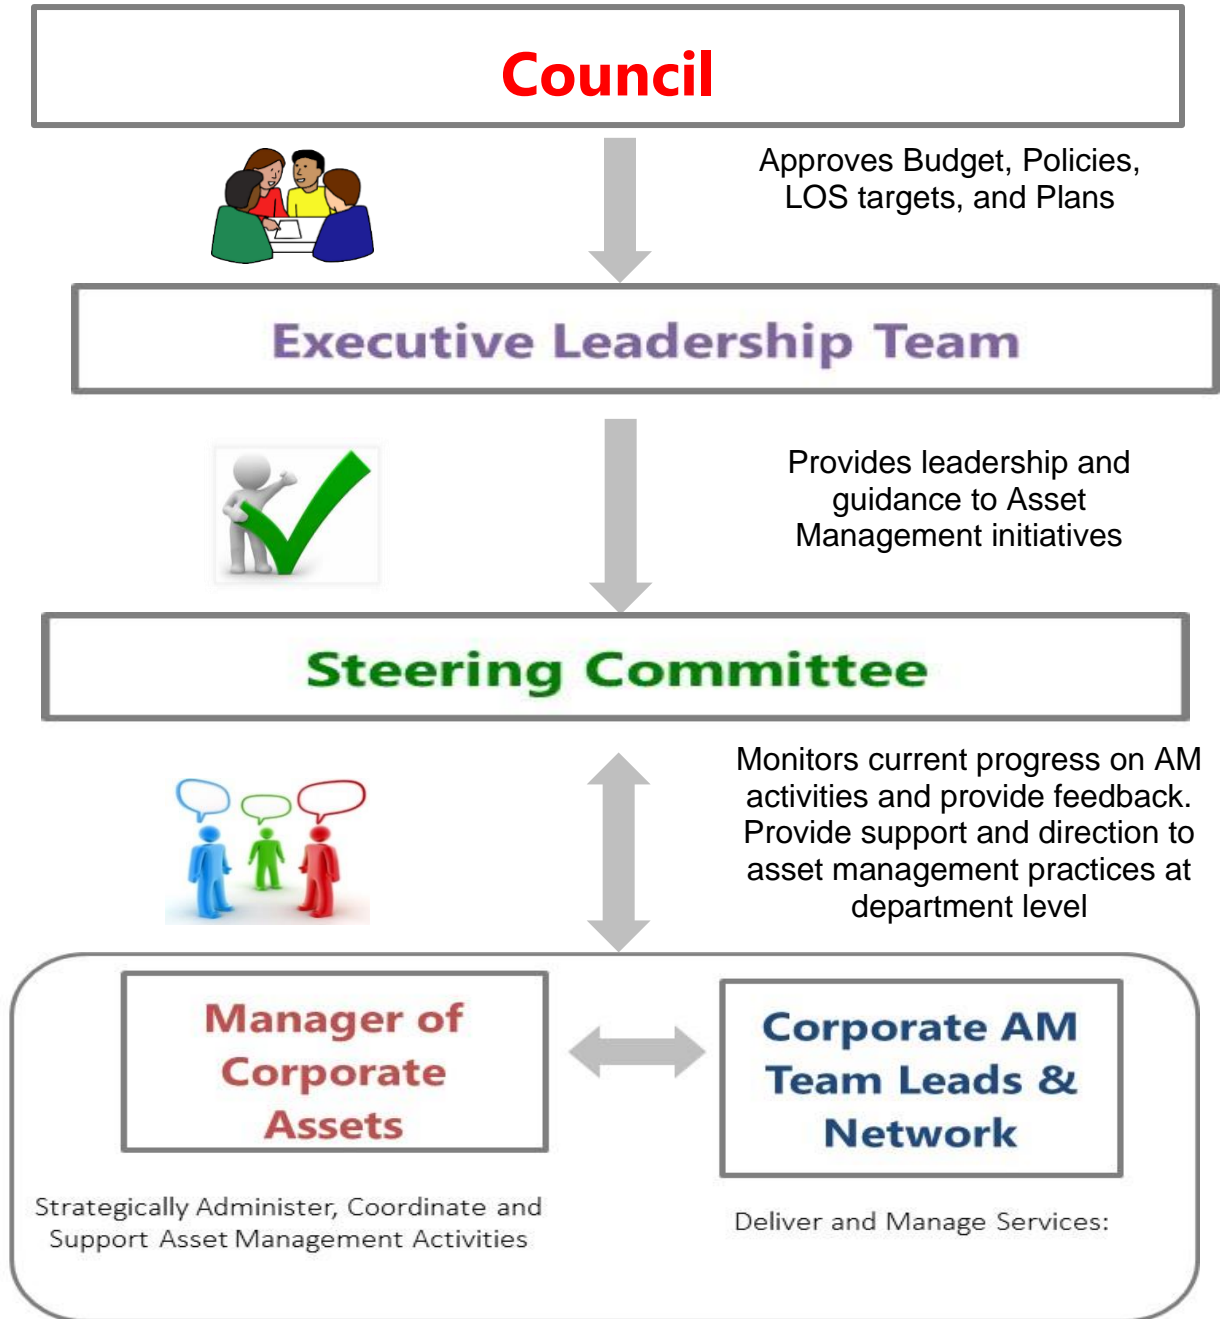 Council
Approves Budget, Policies,
LOS targets, and Plans
Executive Leadership Team
Provides leadership and
guidance to Asset
Management initiatives
Steering Committee
Monitors current progress on AM
activities and provide feedback.
Provide support and direction to
asset management practices at
department level
Manager of
Corporate
Assets
Corporate AM
Team Leads &
Network
Strategically Administer, Coordinate and
Support Asset Management Activities
Deliver and Manage Services: